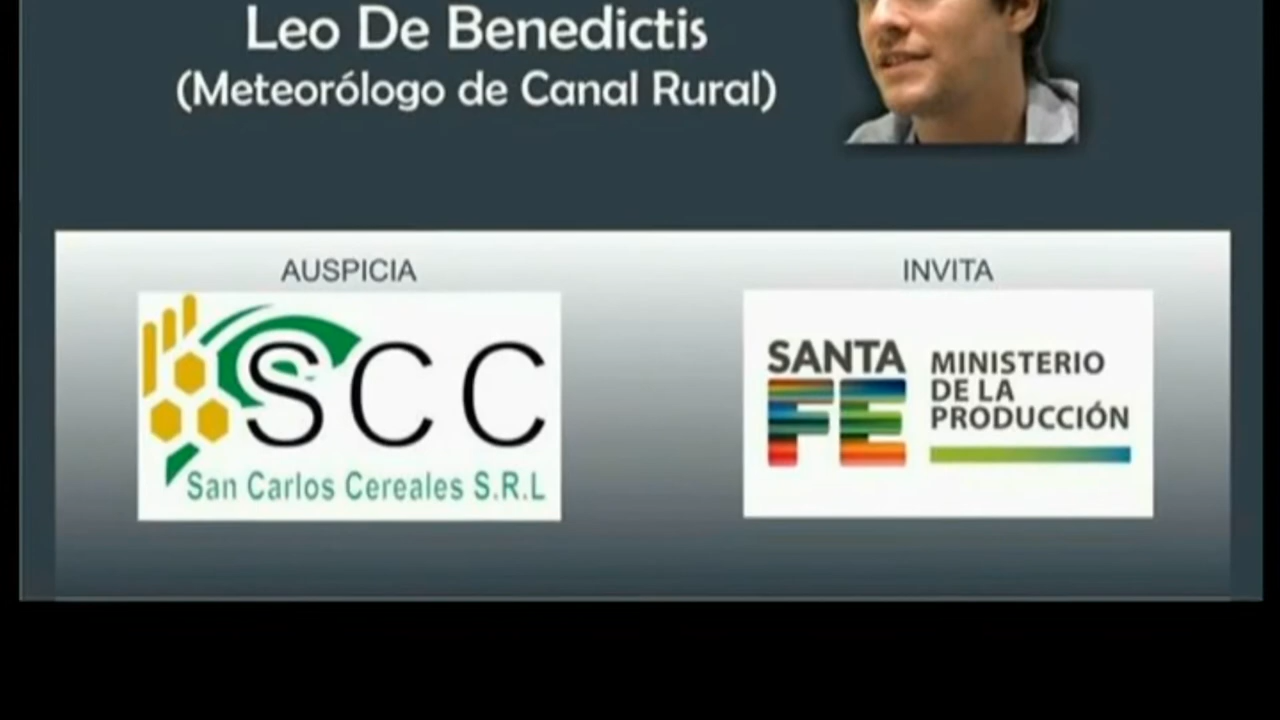 Leo De Benedictis
(Meteorólogo de Canal Rural)
AUSPICIA
INVITA
SCC
San Carlos Cereales S.R.L
SANTA
FE
MINISTERIO
DE LA
PRODUCCIÓN